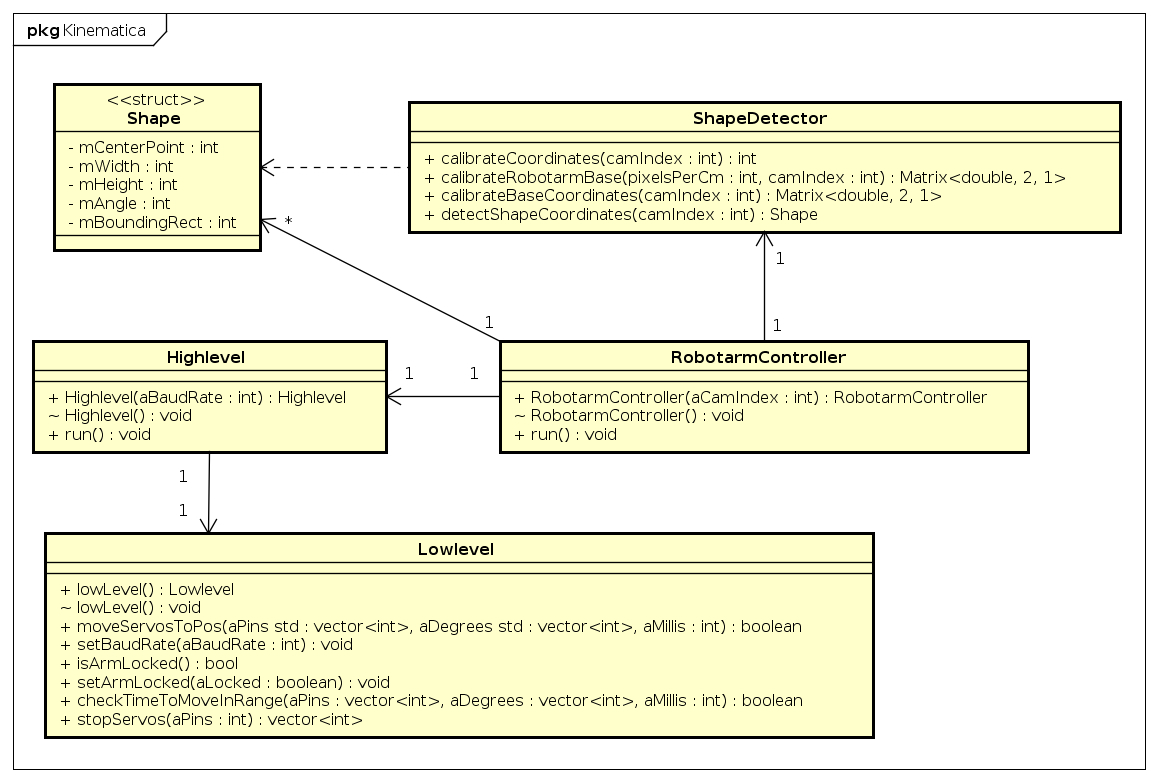 pkg Kinematica
<<struct>>
Shape
- mCenterPoint : int
- mWidth : int
- mHeight : int
- mAngle : int
- mBoundingRect : int
ShapeDetector
+ calibrateCoordinates(camIndex : int) : int
+ calibrateRobotarmBase(pixelsPerCm : int, camIndex : int) : Matrix<double, 2, 1>
+ calibrateBaseCoordinates(camIndex : int) : Matrix<double, 2, 1>
+ detectShapeCoordinates(camIndex : int) : Shape
*
1
1
1
Highlevel
+ Highlevel(aBaudRate : int) : Highlevel
~ Highlevel() : void
+ run() : void
1
1
RobotarmController
+ RobotarmController(aCamIndex : int) : RobotarmController
~ RobotarmController() : void
+ run() : void
1
1
Lowlevel
+ lowLevel() : Lowlevel
~ lowLevel() : void
+ moveServosToPos(aPins std : vector<int>, aDegrees std : vector<int>, aMillis : int) : boolean
+ setBaudRate(aBaudRate : int) : void
+ isArmLocked() : bool
+ setArmLocked(aLocked : boolean) : void
+ checkTimeToMoveInRange(aPins : vector<int>, aDegrees : vector<int>, aMillis : int) : boolean
+ stopServos(aPins : int) : vector<int>